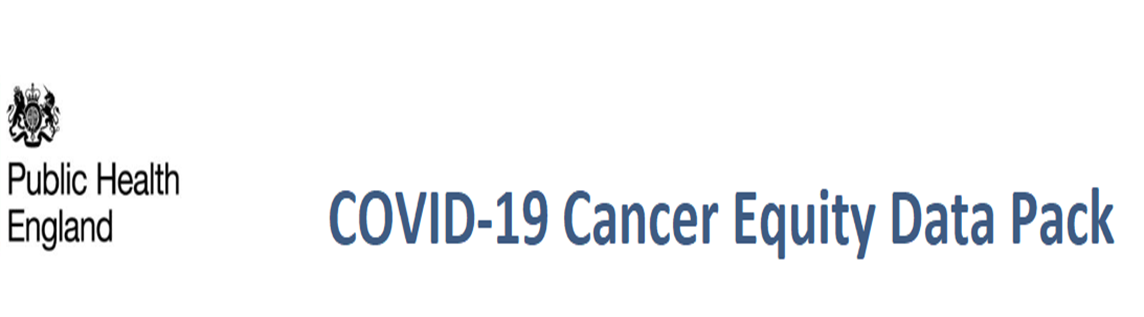 Public Health
England
COVID-19 Cancer Equity Data Pack